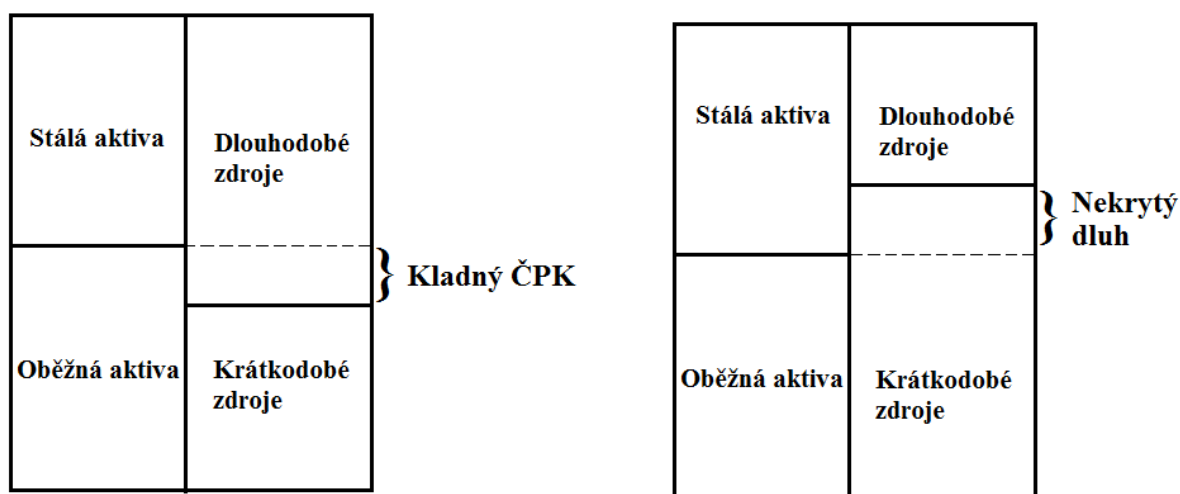 Stálá aktiva
Dlouhodobé
zdroje
Kladný ČPK
Oběžná aktiva
Krátkodobé
zdroje
Stálá aktiva
Dlouhodobé
zdroje
Nekrytý
dluh
Oběžná aktiva
Krátkodobé
zdroje